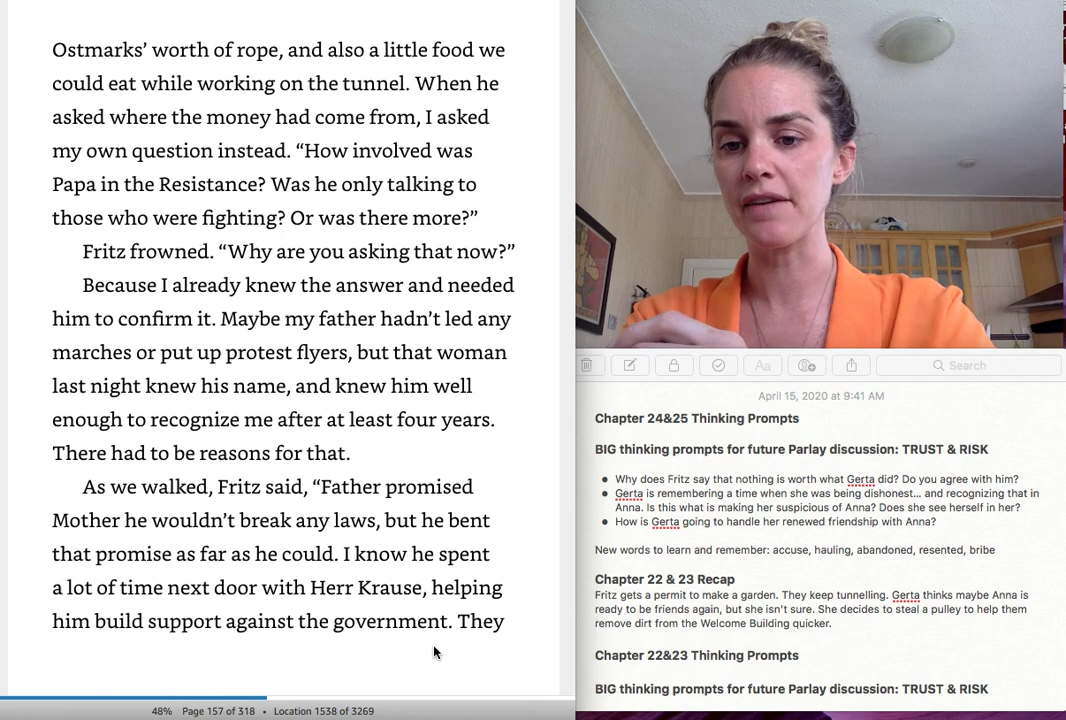 Ostmarks’ worth of rope, and also a little food we
could eat while working on the tunnel. When he
asked where the money had come from, I asked
my own question instead. “How involved was
Papa in the Resistance? Was he only talking to
those who were fighting? Or was there more?”
Fritz frowned. “Why are you asking that now?”
Because I already knew the answer and needed
him to confirm it. Maybe my father hadn’t led any
marches or put up protest flyers, but that woman
last night knew his name, and knew him well
enough to recognize me after at least four years.
There had to be reasons for that.
As we walked, Fritz said, “Father promised
Mother he wouldn’t break any laws, but he bent
that promise as far as he could. I know he spent
a lot of time next door with Herr Krause, helping
him build support against the government. They
48% Page 157 of 318 • Location 1538 of 3269
Aa
Search
April 15, 2020 at 9:41 AM
Chapter 24&25 Thinking Prompts
BIG thinking prompts for future Parlay discussion: TRUST & RISK
• Why does Fritz say that nothing is worth what Gerta did? Do you agree with him?
• Gerta is remembering a time when she was being dishonest... and recognizing that in
Anna. Is this what is making her suspicious of Anna? Does she see herself in her?
• How is Gerta going to handle her renewed friendship with Anna?
New words to learn and remember: accuse, hauling, abandoned, resented, bribe
Chapter 22 & 23 Recap
Fritz gets a permit to make a garden. They keep tunnelling. Gerta thinks maybe Anna is
ready to be friends again, but she isn’t sure. She decides to steal a pulley to help them
remove dirt from the Welcome Building quicker.
Chapter 22&23 Thinking Prompts
BIG thinking prompts for future Parlay discussion: TRUST & RISK